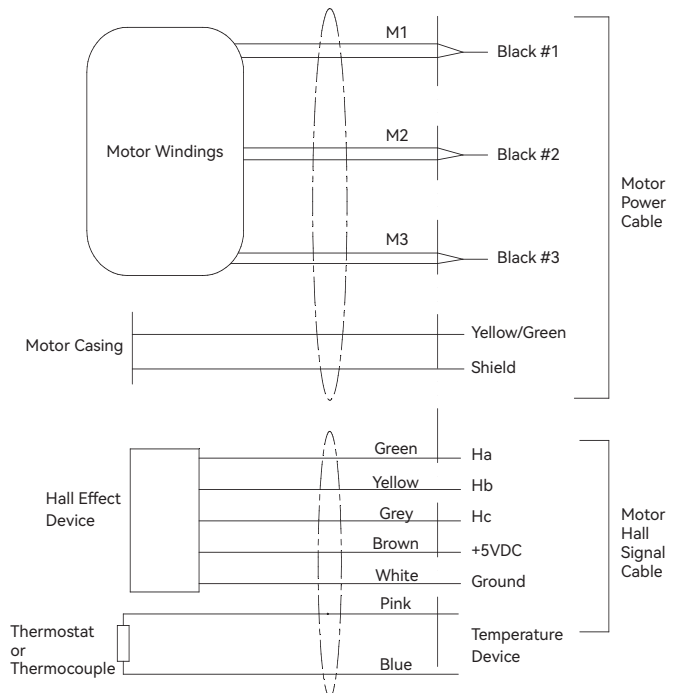 M1
Black #1
Motor Windings
M2
Black #2
Motor
Power
Cable
M3
Black #3
Motor Casing
Yellow/Green
Shield
Hall Effect
Device
Green
Ha
Yellow
Hb
Grey
Hc
Brown
+5VDC
White
Ground
Motor
Hall
Signal
Cable
Thermostat
or
Thermocouple
Pink
Blue
Temperature
Device